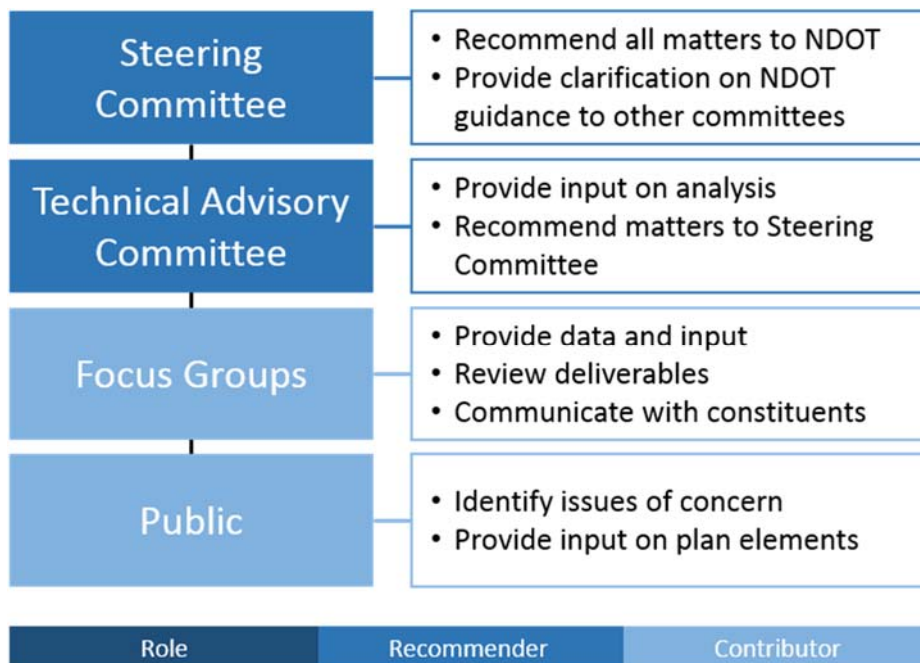 Steering
Committee
• Recommend all matters to NDOT
• Provide clarification on NDOT
guidance to other committees
Technical Advisory
Committee
• Provide input on analysis
• Recommend matters to Steering
Committee
Focus Groups
• Provide data and input
• Review deliverables
• Communicate with constituents
Public
• Identify issues of concern
• Provide input on plan elements
Role
Recommender
Contributor